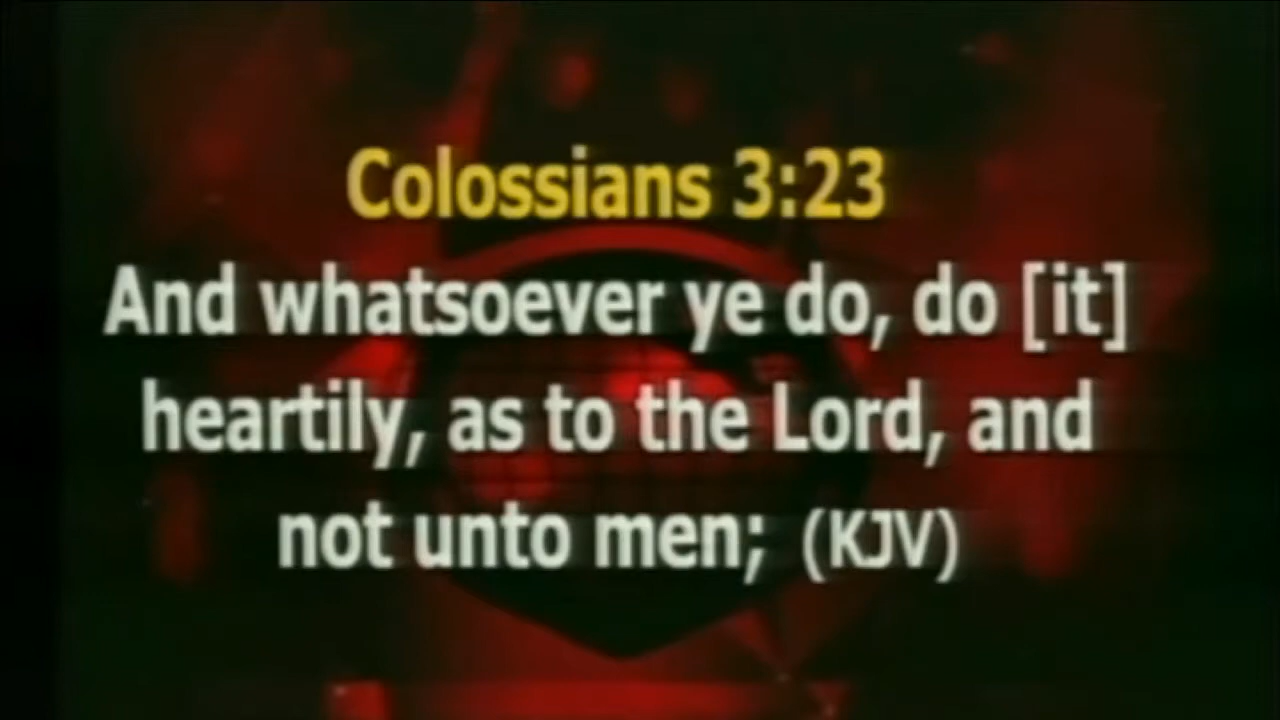 Colossians 3:23
And whatsoever ye do, do [it]
heartily, as to the Lord, and
not unto men; (KJV)